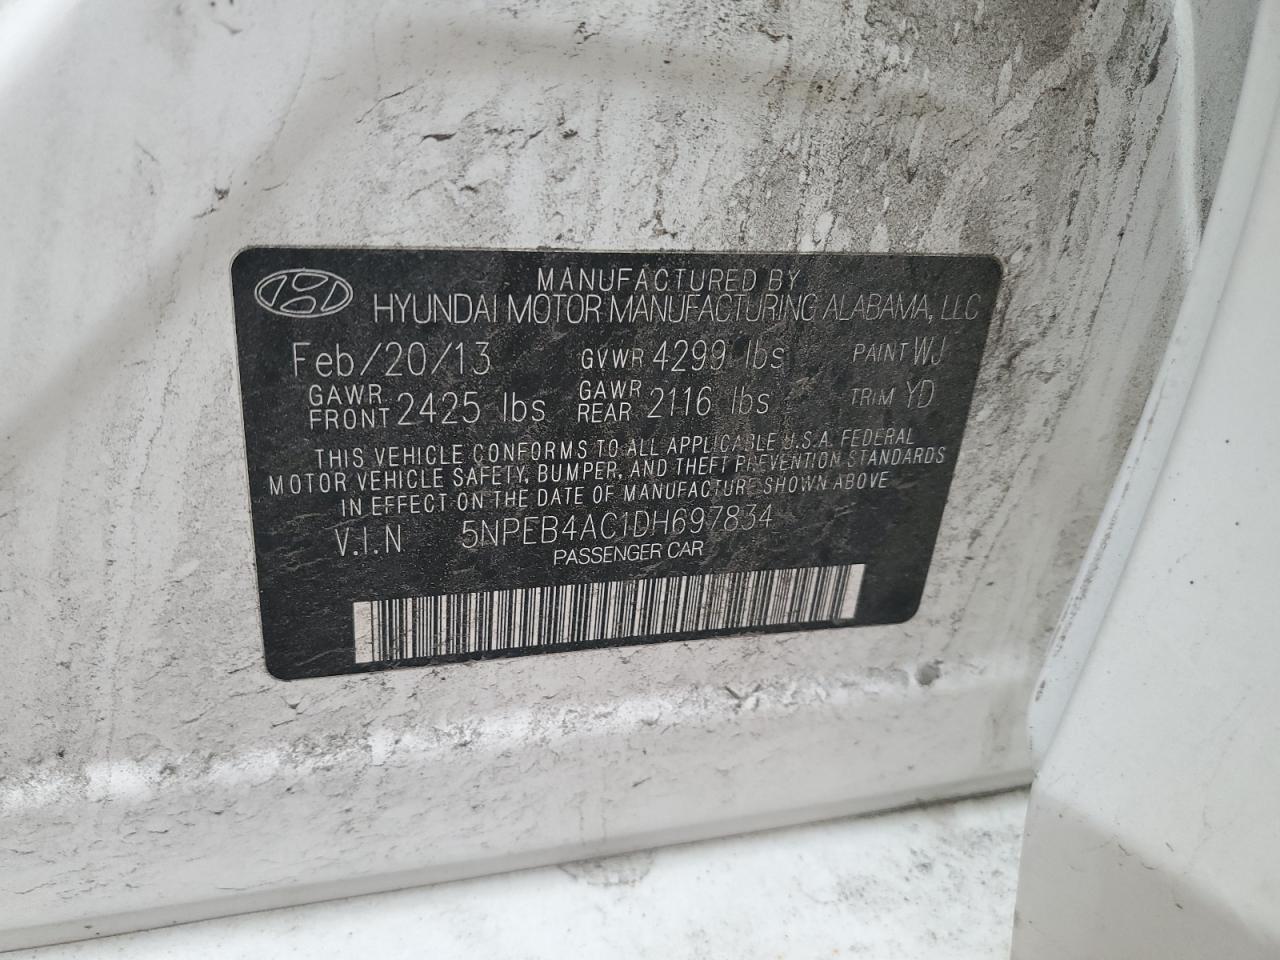 MANUFACTURED BY
HYUNDAI MOTOR MANUFACTURING ALABAMA, LLC
Feb/20/13 GVWR 4299 lbs PAINT WJ
GAWR FRONT 2425 lbs GAWR REAR 2116 lbs TRIM YD
THIS VEHICLE CONFORMS TO ALL APPLICABLE U.S.A. FEDERAL
MOTOR VEHICLE SAFETY, BUMPER, AND THEFT PREVENTION STANDARDS
IN EFFECT ON THE DATE OF MANUFACTURE SHOWN ABOVE
V.I.N 5NPEB4AC1DH697834
PASSENGER CAR